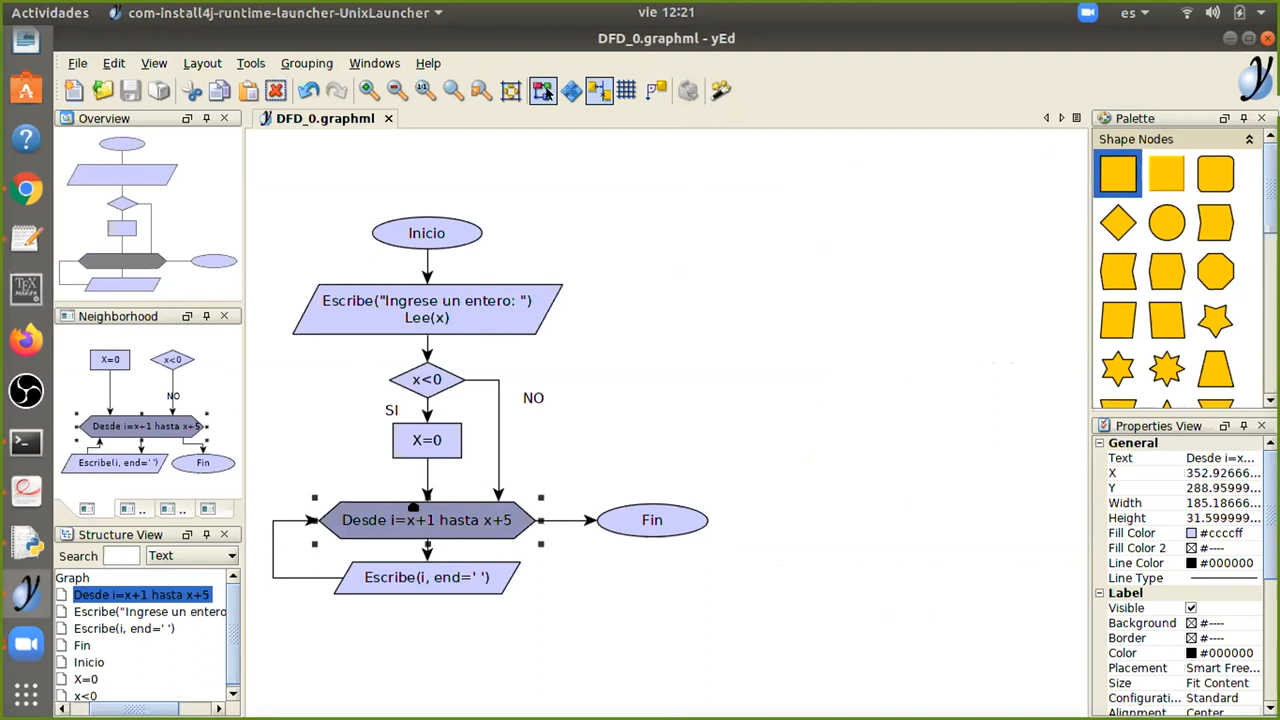 Actividades com-install4j-runtime-launcher-UnixLauncher vie 12:21 es
DFD_0.graphml - yEd
File Edit View Layout Tools Grouping Windows Help
Overview
DFD_0.graphml
Palette
Shape Nodes
Inicio
Escribe("Ingrese un entero: ")
Lee(x)
x<0
SI
NO
X=0
Desde i=x+1 hasta x+5
Fin
Escribe(i, end=' ')
Neighborhood
X=0 x<0
NO
Desde i=x+1 hasta x+5
Escribe(i, end=' ') Fin
Structure View
Search Text
Graph
Desde i=x+1 hasta x+5
Escribe("Ingrese un entero
Escribe(i, end=' ')
Fin
Inicio
X=0
x<0
Properties View
General
Text Desde i=x...
X 352.92666...
Y 288.95999...
Width 185.18666...
Height 31.599999...
Fill Color #ccccff
Fill Color 2 #----
Line Color #000000
Line Type
Label
Visible
Background #----
Border #----
Color #000000
Placement Smart Free...
Size Fit Content
Configurati... Standard
Alignment Center